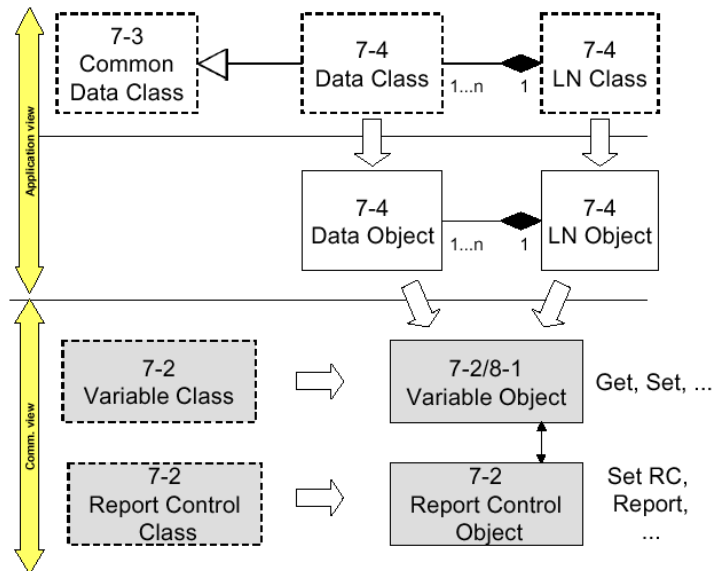 7-3
Common
Data Class
7-4
Data Class
1...n
1
7-4
LN Class
Application view
7-4
Data Object
1...n
1
7-4
LN Object
7-2
Variable Class
7-2/8-1
Variable Object
Get, Set, ...
Comm. view
7-2
Report Control
Class
7-2
Report Control
Object
Set RC,
Report,
...